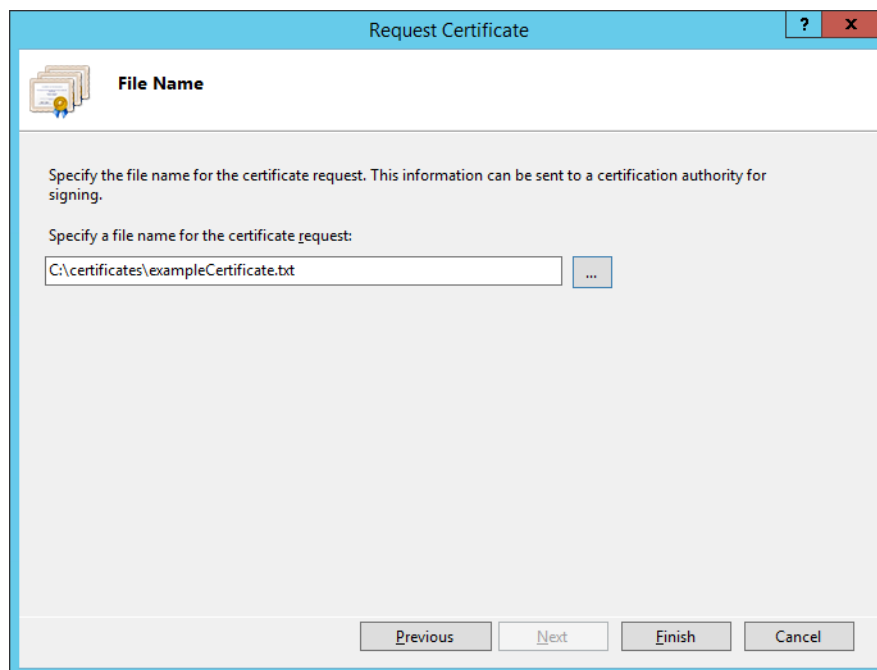 Request Certificate
?
x
File Name
Specify the file name for the certificate request. This information can be sent to a certification authority for
signing.
Specify a file name for the certificate request:
C:\certificates\exampleCertificate.txt
...
Previous
Next
Finish
Cancel